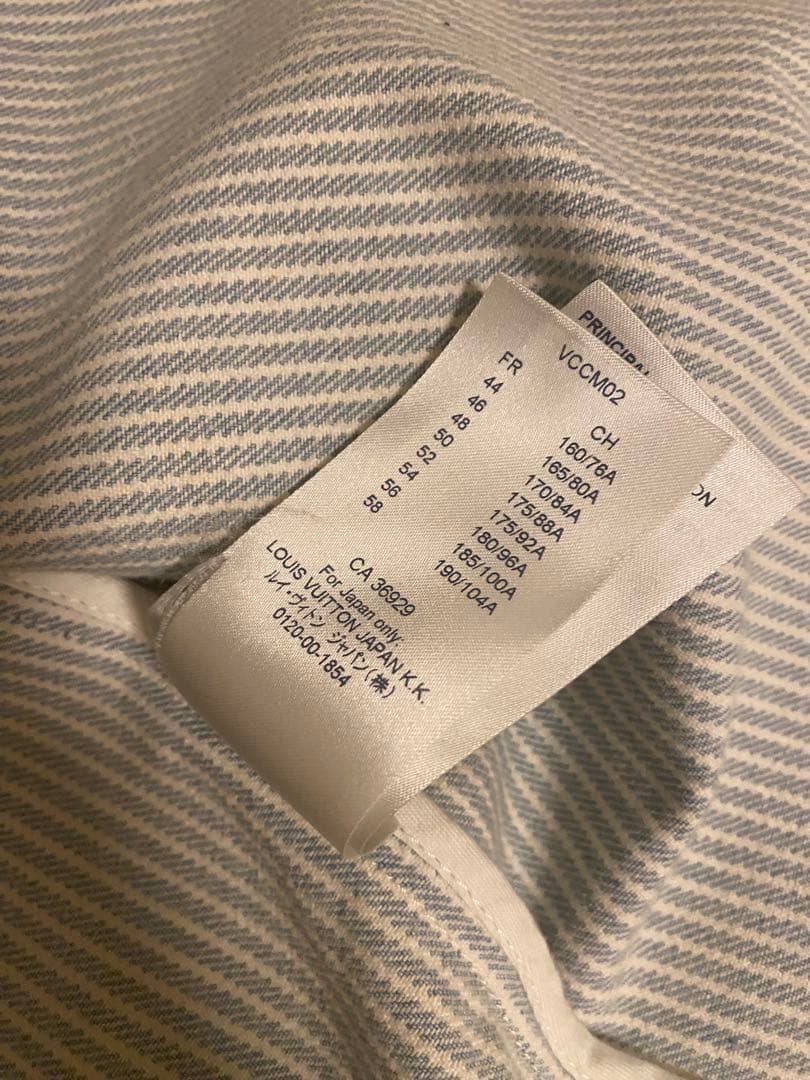 VCCM02
FR CH
44 160/76A
46 165/80A
48 170/84A
50 175/88A
52 175/92A
54 180/96A
56 185/100A
58 190/104A
CA 36929
For Japan only,
LOUIS VUITTON JAPAN K.K.
ルイ・ヴィトン ジャパン(株)
0120-00-1854
PRINCIPAL
ON